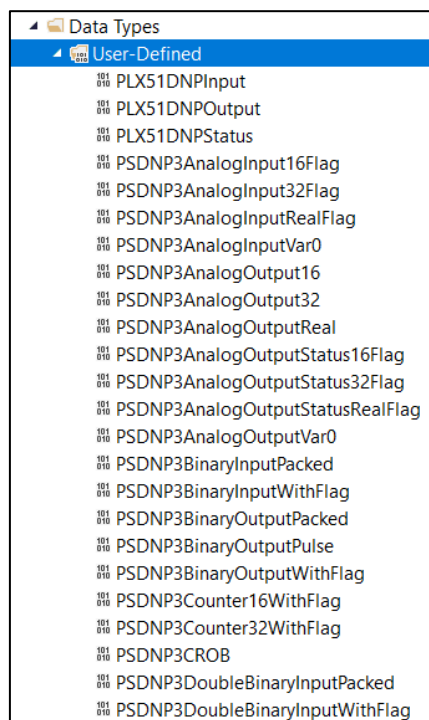 Data Types
User-Defined
PLX51DNPInput
PLX51DNPOutput
PLX51DNPStatus
PSDNP3AnalogInput16Flag
PSDNP3AnalogInput32Flag
PSDNP3AnalogInputRealFlag
PSDNP3AnalogInputVar0
PSDNP3AnalogOutput16
PSDNP3AnalogOutput32
PSDNP3AnalogOutputReal
PSDNP3AnalogOutputStatus16Flag
PSDNP3AnalogOutputStatus32Flag
PSDNP3AnalogOutputStatusRealFlag
PSDNP3AnalogOutputVar0
PSDNP3BinaryInputPacked
PSDNP3BinaryInputWithFlag
PSDNP3BinaryOutputPacked
PSDNP3BinaryOutputPulse
PSDNP3BinaryOutputWithFlag
PSDNP3Counter16WithFlag
PSDNP3Counter32WithFlag
PSDNP3CROB
PSDNP3DoubleBinaryInputPacked
PSDNP3DoubleBinaryInputWithFlag